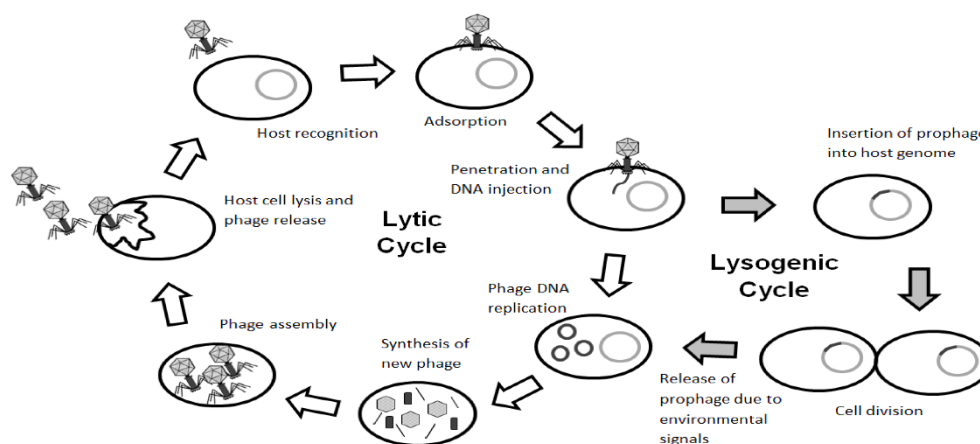 Host recognition
Adsorption
Penetration and
DNA injection
Insertion of prophage
into host genome
Host cell lysis and
phage release
Lytic
Cycle
Lysogenic
Cycle
Phage DNA
replication
Phage assembly
Synthesis of
new phage
Release of
prophage due to
environmental
signals
Cell division